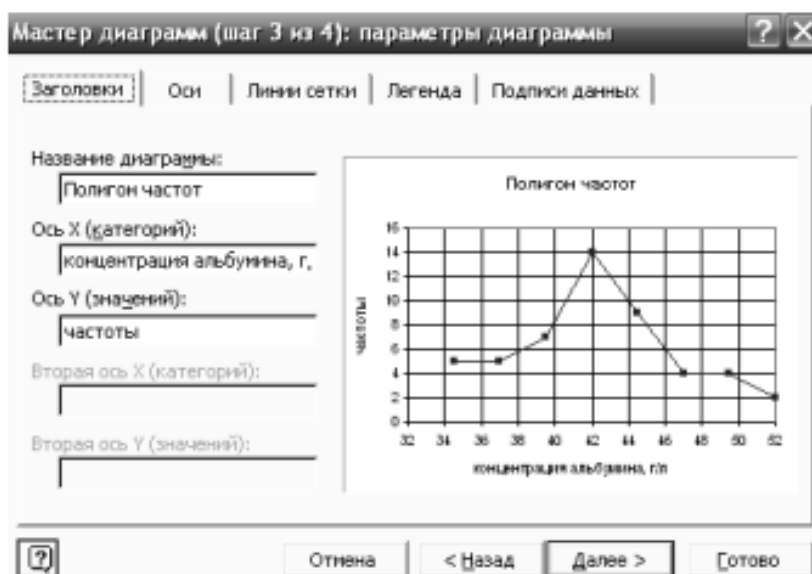 Мастер диаграмм (шаг 3 из 4): параметры диаграммы
Заголовки Оси Линии сетки Легенда Подписи данных
Название диаграммы:
Полигон частот
Ось X (категорий):
концентрация альбумина, г,
Ось Y (значений):
частоты
Вторая ось X (категорий):
Вторая ось Y (значений):
Полигон частот
16
14
12
10
8
6
4
2
0
частоты
32 34 36 38 40 42 44 46 48 50 52
концентрация альбумина, г/л
Отмена < Назад Далее > Готово